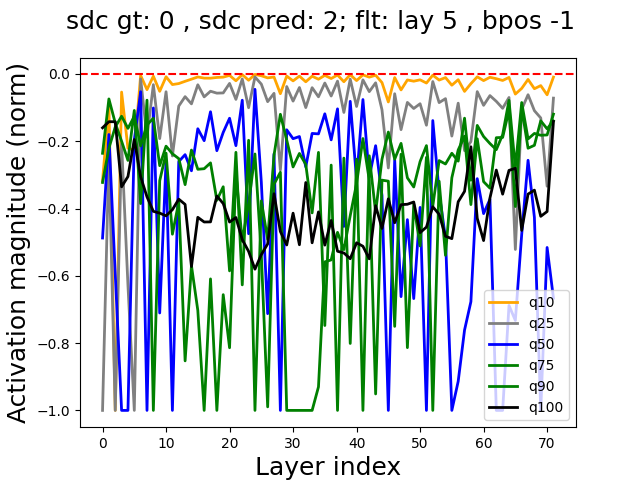 sdc gt: 0 , sdc pred: 2; flt: lay 5 , bpos -1
Activation magnitude (norm)
0.0
−0.2
−0.4
−0.6
−0.8
−1.0
q10
q25
q50
q75
q90
q100
0 10 20 30 40 50 60 70
Layer index